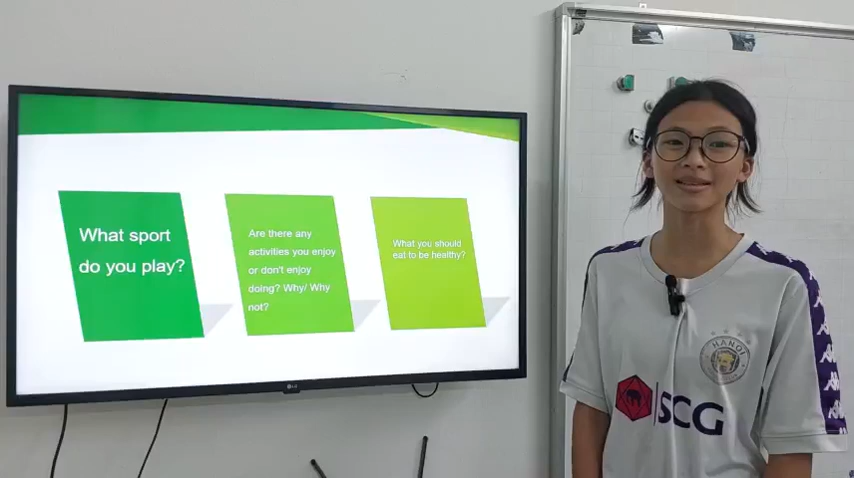 What sport
do you play?
Are there any
activities you enjoy
or don't enjoy
doing? Why/ Why
not?
What you should
eat to be healthy?
LG
HANOI
SCG